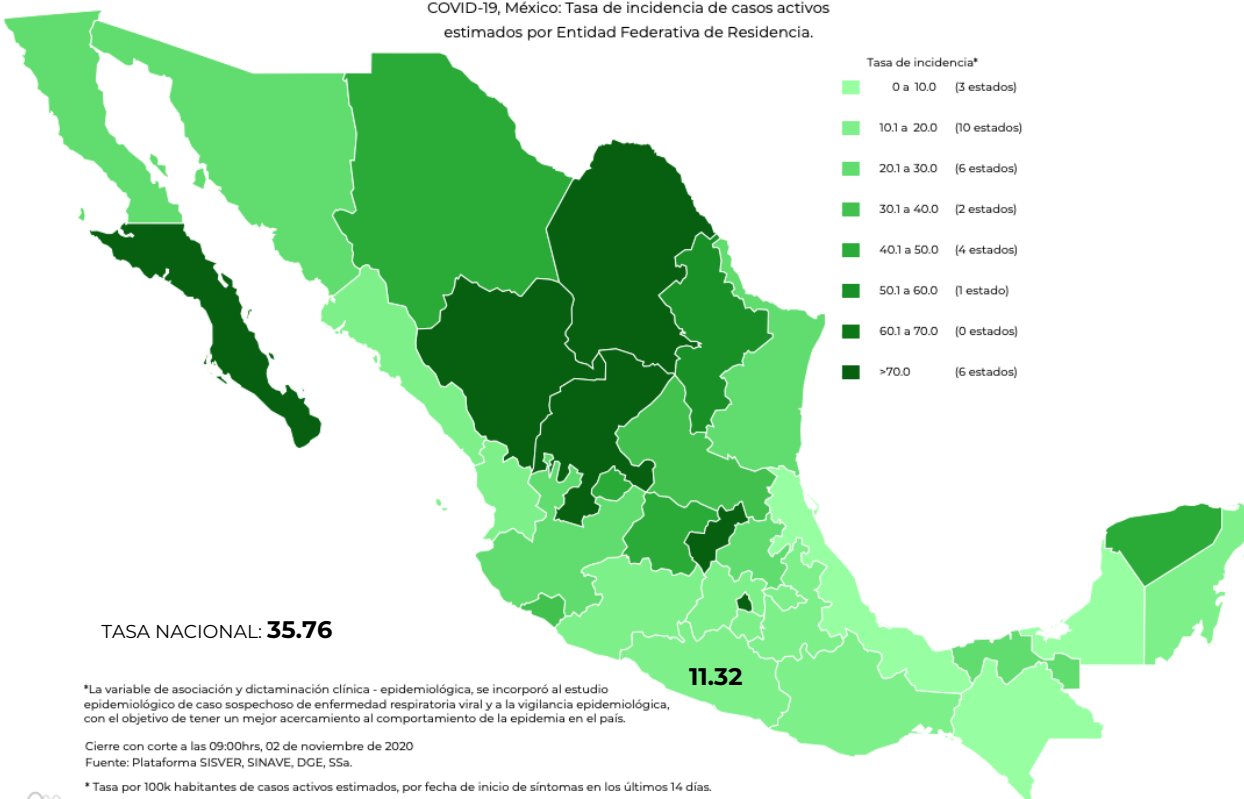 COVID-19, México: Tasa de incidencia de casos activos
estimados por Entidad Federativa de Residencia.
Tasa de incidencia*
0 a 10.0 (3 estados)
10.1 a 20.0 (10 estados)
20.1 a 30.0 (6 estados)
30.1 a 40.0 (2 estados)
40.1 a 50.0 (4 estados)
50.1 a 60.0 (1 estado)
60.1 a 70.0 (0 estados)
>70.0 (6 estados)
TASA NACIONAL: 35.76
11.32
*La variable de asociación y dictaminación clínica - epidemiológica, se incorporó al estudio
epidemiológico de caso sospechoso de enfermedad respiratoria viral y a la vigilancia epidemiológica,
con el objetivo de tener un mejor acercamiento al comportamiento de la epidemia en el país.
Cierre con corte a las 09:00hrs, 02 de noviembre de 2020
Fuente: Plataforma SISVER, SINAVE, DGE, SSa.
* Tasa por 100k habitantes de casos activos estimados, por fecha de inicio de síntomas en los últimos 14 días.